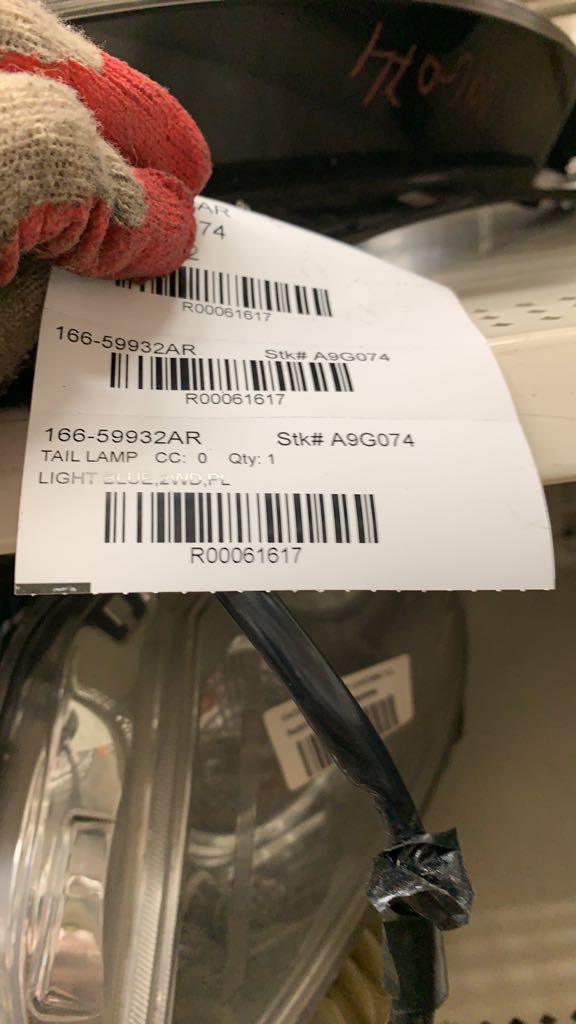 AR
74
2
R00061617
166-59932AR Stk# A9G074
R00061617
166-59932AR Stk# A9G074
TAIL LAMP CC: 0 Qty: 1
LIGHT BLUE,2WD,PL
R00061617